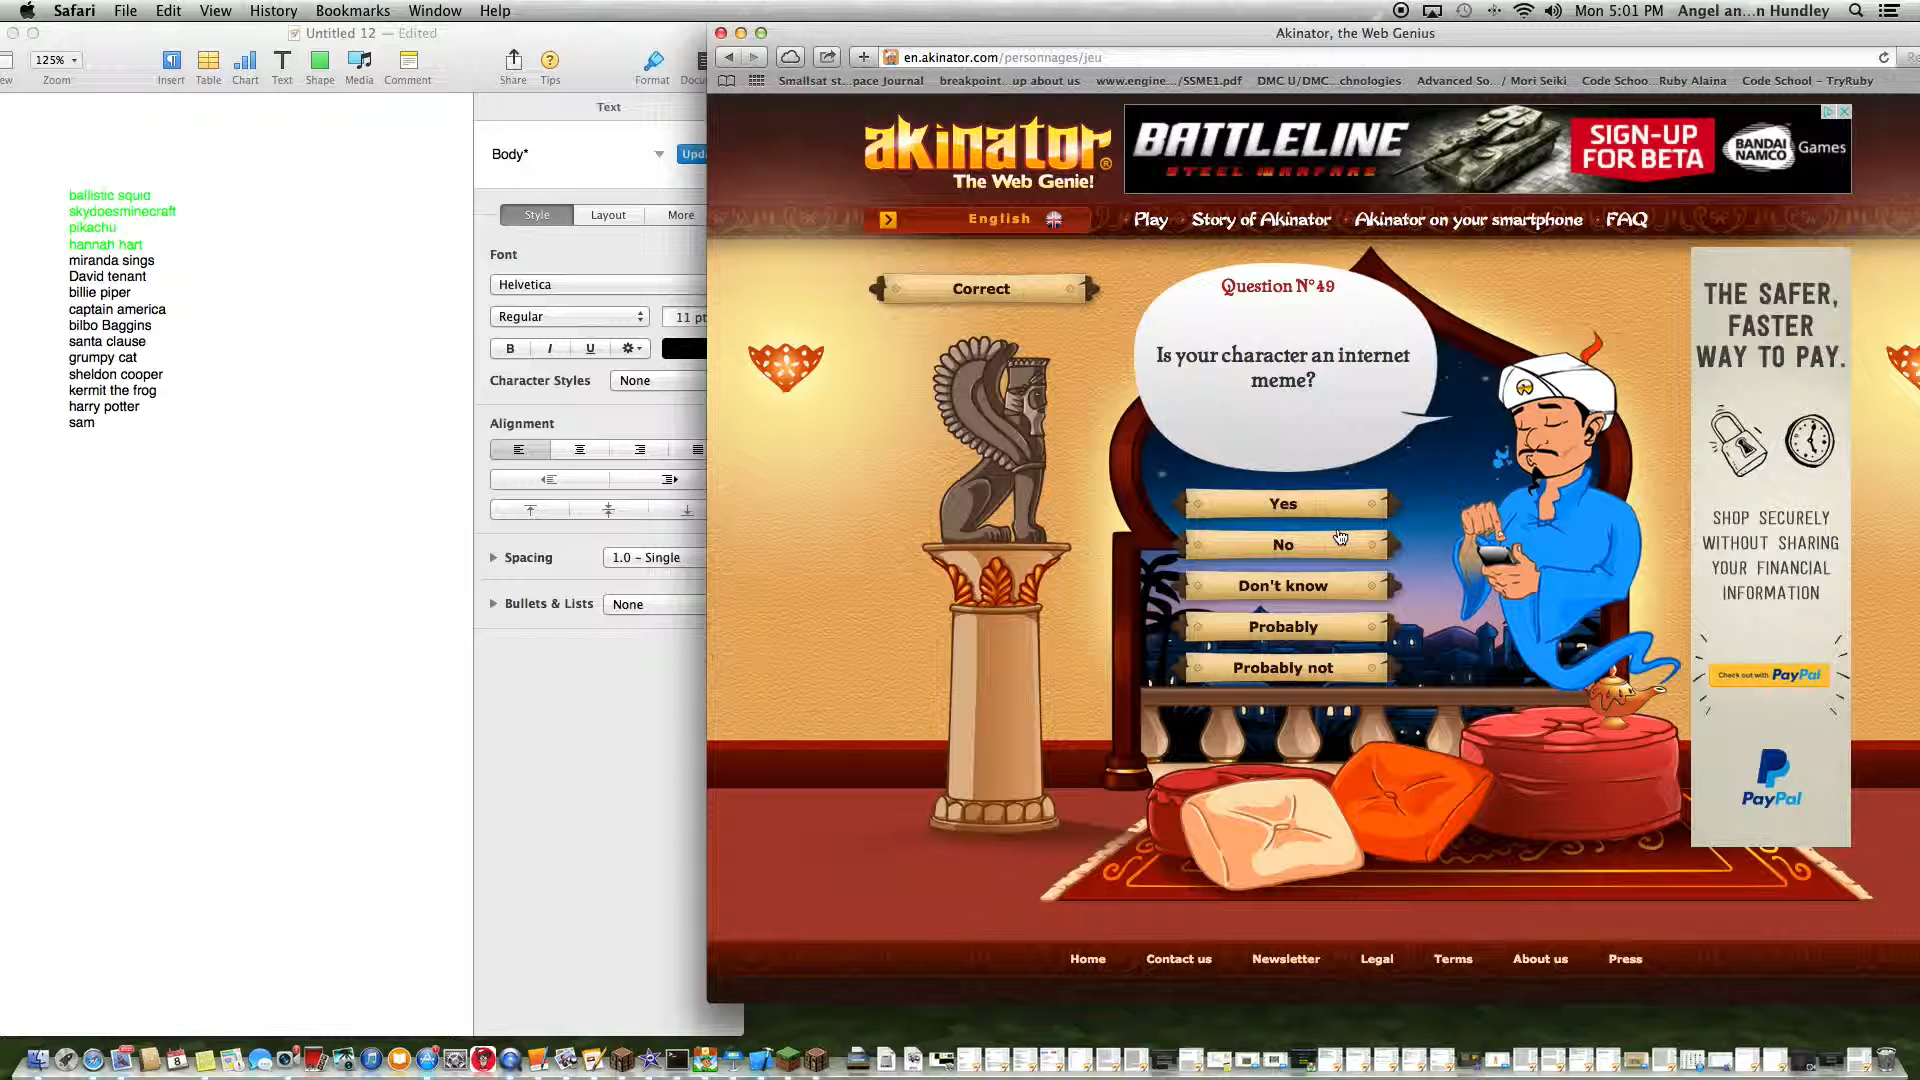 Safari File Edit View History Bookmarks Window Help
Mon 5:01 PM Angel an...n Hundley
Untitled 12 — Edited
125%
Zoom
Insert
Table
Chart
Text
Shape
Media
Comment
Share
Tips
Format
Text
Body*
Style
Layout
More
Font
Helvetica
Regular
11 pt
B I U
Character Styles
None
Alignment
Spacing
1.0 – Single
Bullets & Lists
None
ballistic squid
skydoesminecraft
pikachu
hannah hart
miranda sings
David tenant
billie piper
captain america
bilbo Baggins
santa clause
grumpy cat
sheldon cooper
kermit the frog
harry potter
sam
Akinator, the Web Genius
en.akinator.com/personnages/jeu
Smallsat st...pace Journal
breakpoint...up about us
www.engine.../SSME1.pdf
DMC U/DMC...chnologies
Advanced So.../ Mori Seiki
Code Schoo...Ruby Alaina
Code School - TryRuby
akinator®
The Web Genie!
BATTLELINE
STEEL WARFARE
SIGN-UP
FOR BETA
BANDAI
NAMCO
Games
English
Play
Story of Akinator
Akinator on your smartphone
FAQ
Correct
Question N°49
Is your character an internet
meme?
Yes
No
Don't know
Probably
Probably not
THE SAFER,
FASTER
WAY TO PAY.
SHOP SECURELY
WITHOUT SHARING
YOUR FINANCIAL
INFORMATION
Check out with PayPal
PayPal
Home
Contact us
Newsletter
Legal
Terms
About us
Press